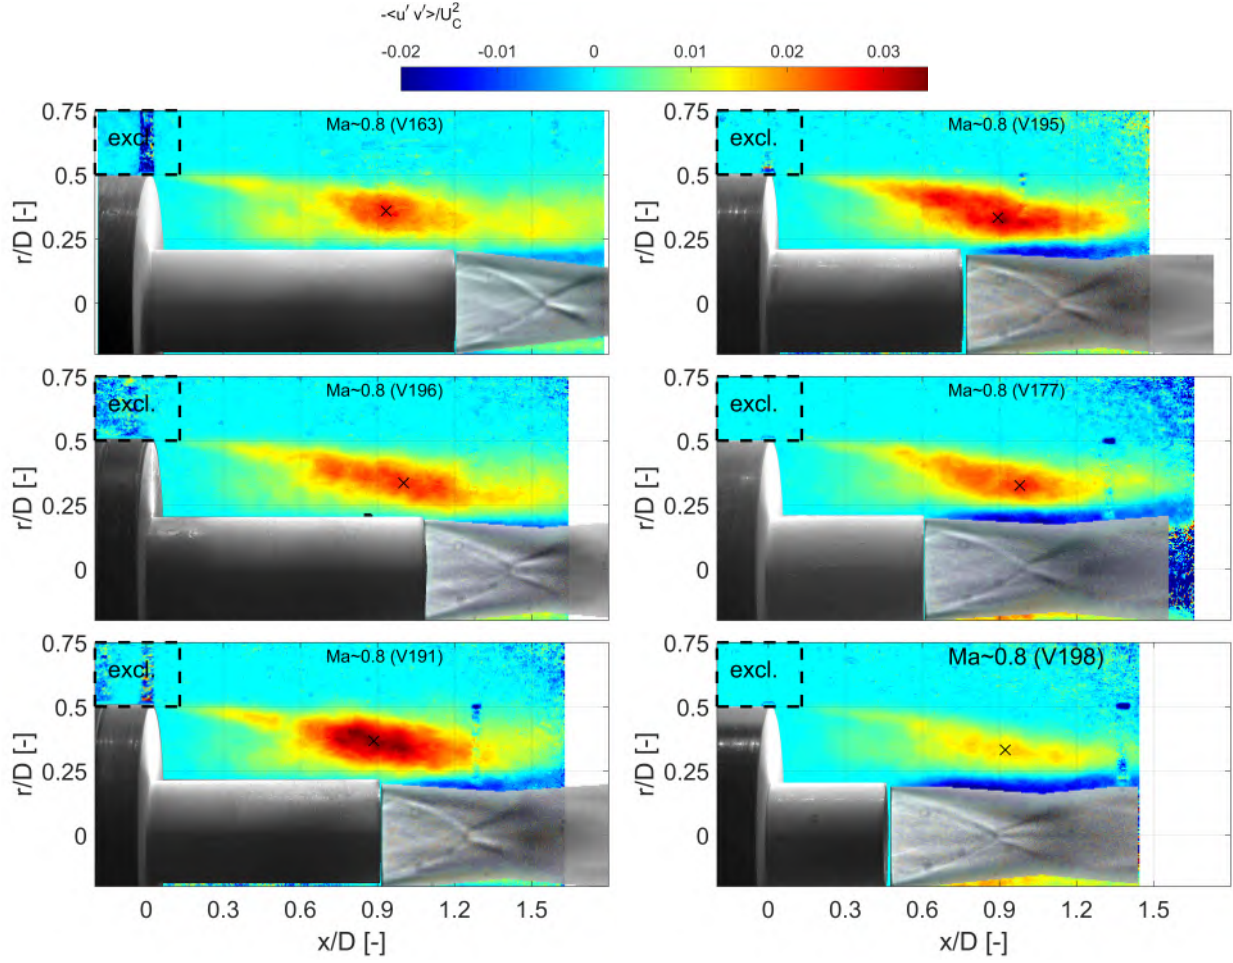 -<u' v'>/U_C^2
-0.02 -0.01 0 0.01 0.02 0.03
0.75 excl. Ma~0.8 (V163)
0.5
0.25
0
r/D [-]
0.75 excl. Ma~0.8 (V195)
0.5
0.25
0
r/D [-]
0.75 excl. Ma~0.8 (V196)
0.5
0.25
0
r/D [-]
0.75 excl. Ma~0.8 (V177)
0.5
0.25
0
r/D [-]
0.75 excl. Ma~0.8 (V191)
0.5
0.25
0
r/D [-]
0 0.3 0.6 0.9 1.2 1.5
x/D [-]
0.75 excl. Ma~0.8 (V198)
0.5
0.25
0
r/D [-]
0 0.3 0.6 0.9 1.2 1.5
x/D [-]